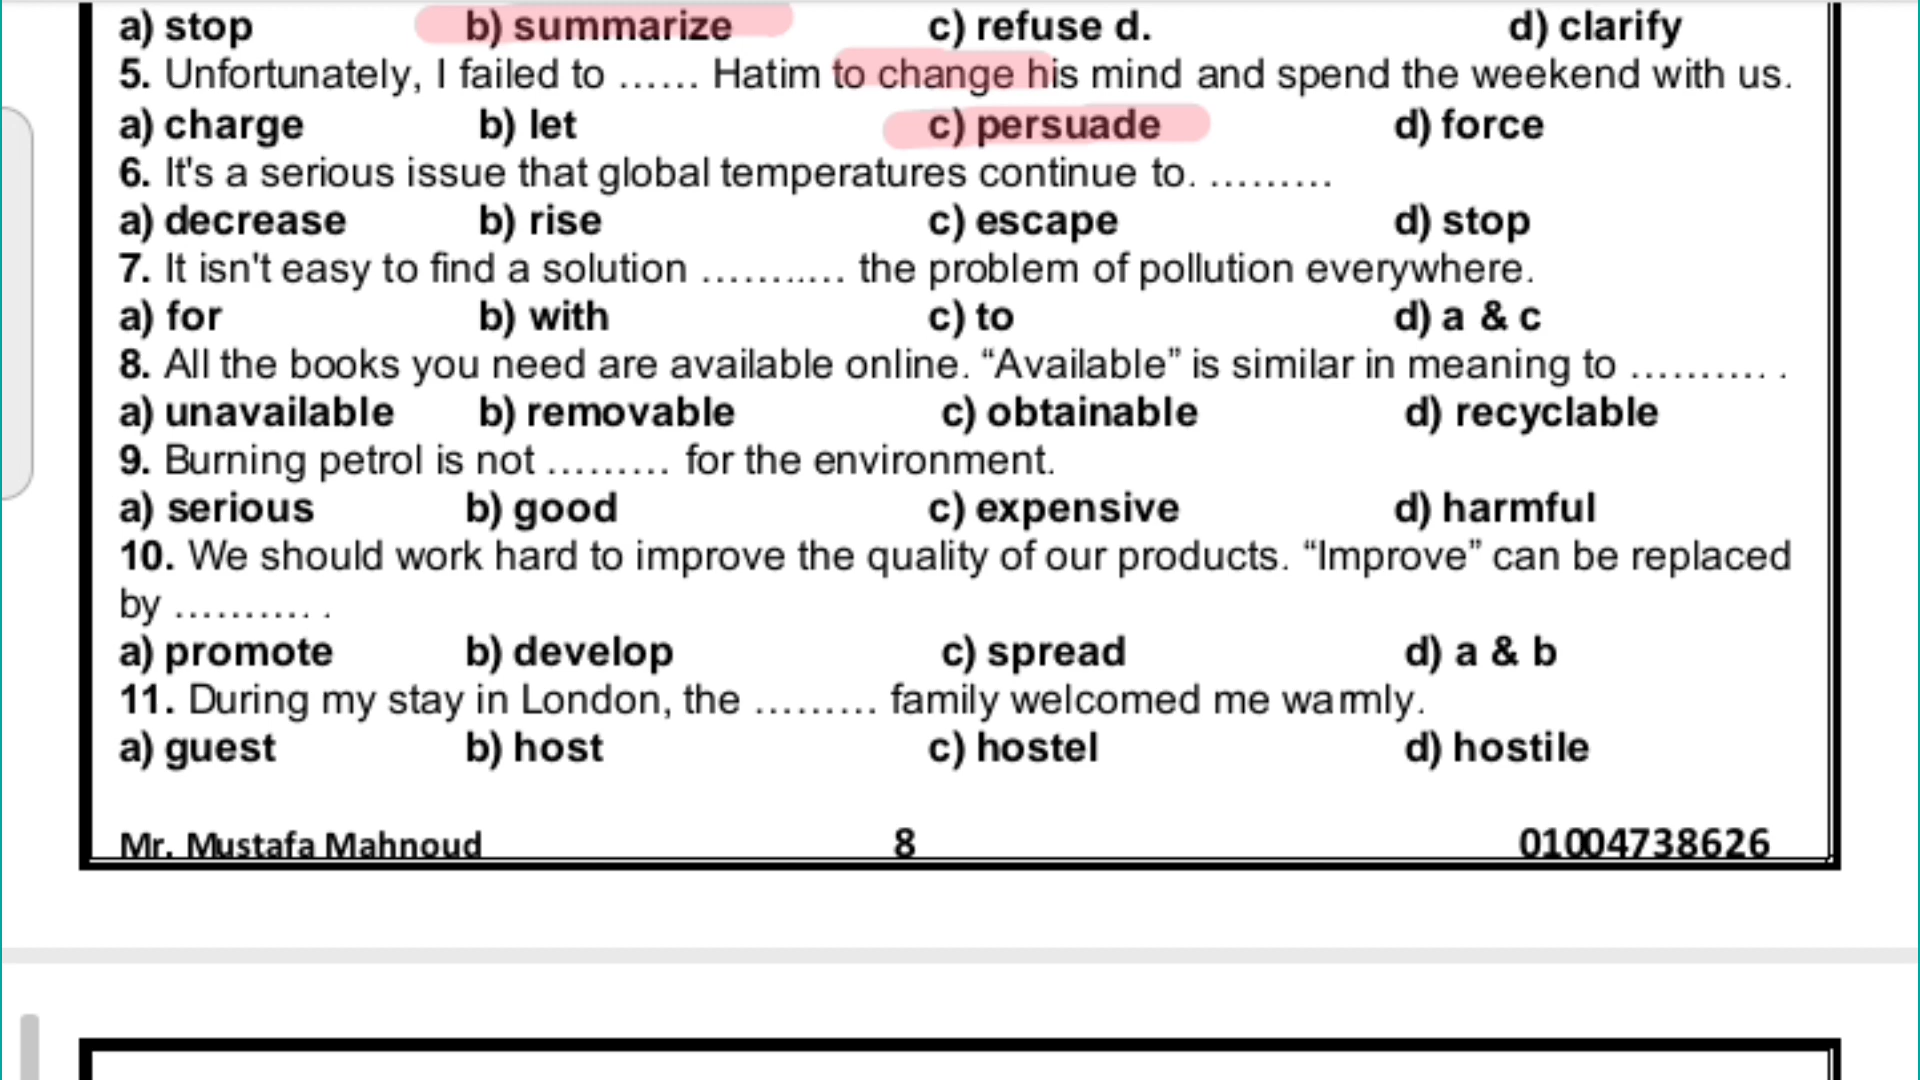 a) stop b) summarize c) refuse d. d) clarify
5. Unfortunately, I failed to …… Hatim to change his mind and spend the weekend with us.
a) charge b) let c) persuade d) force
6. It's a serious issue that global temperatures continue to. ………
a) decrease b) rise c) escape d) stop
7. It isn't easy to find a solution ………. the problem of pollution everywhere.
a) for b) with c) to d) a & c
8. All the books you need are available online. “Available” is similar in meaning to ………. .
a) unavailable b) removable c) obtainable d) recyclable
9. Burning petrol is not ……… for the environment.
a) serious b) good c) expensive d) harmful
10. We should work hard to improve the quality of our products. “Improve” can be replaced
by ………. .
a) promote b) develop c) spread d) a & b
11. During my stay in London, the ……… family welcomed me warmly.
a) guest b) host c) hostel d) hostile
Mr. Mustafa Mahnoud 8 01004738626